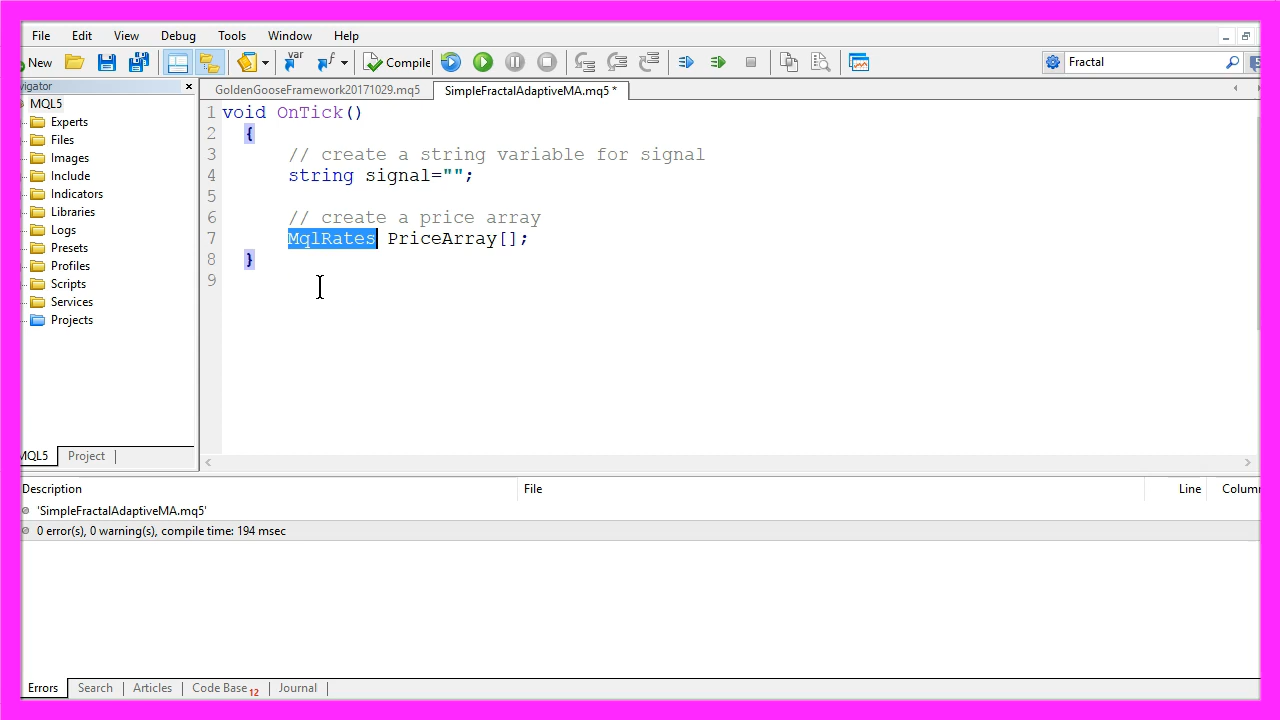 File Edit View Debug Tools Window Help
New Compile Fractal
vigator
MQL5
Experts
Files
Images
Include
Indicators
Libraries
Logs
Presets
Profiles
Scripts
Services
Projects
MQL5 Project
GoldenGooseFramework20171029.mq5 SimpleFractalAdaptiveMA.mq5 *
1 void OnTick()
2 {
3 // create a string variable for signal
4 string signal="";
5
6 // create a price array
7 MqlRates PriceArray[];
8 }
9
Description File Line Column
'SimpleFractalAdaptiveMA.mq5'
0 error(s), 0 warning(s), compile time: 194 msec
Errors Search Articles Code Base 12 Journal